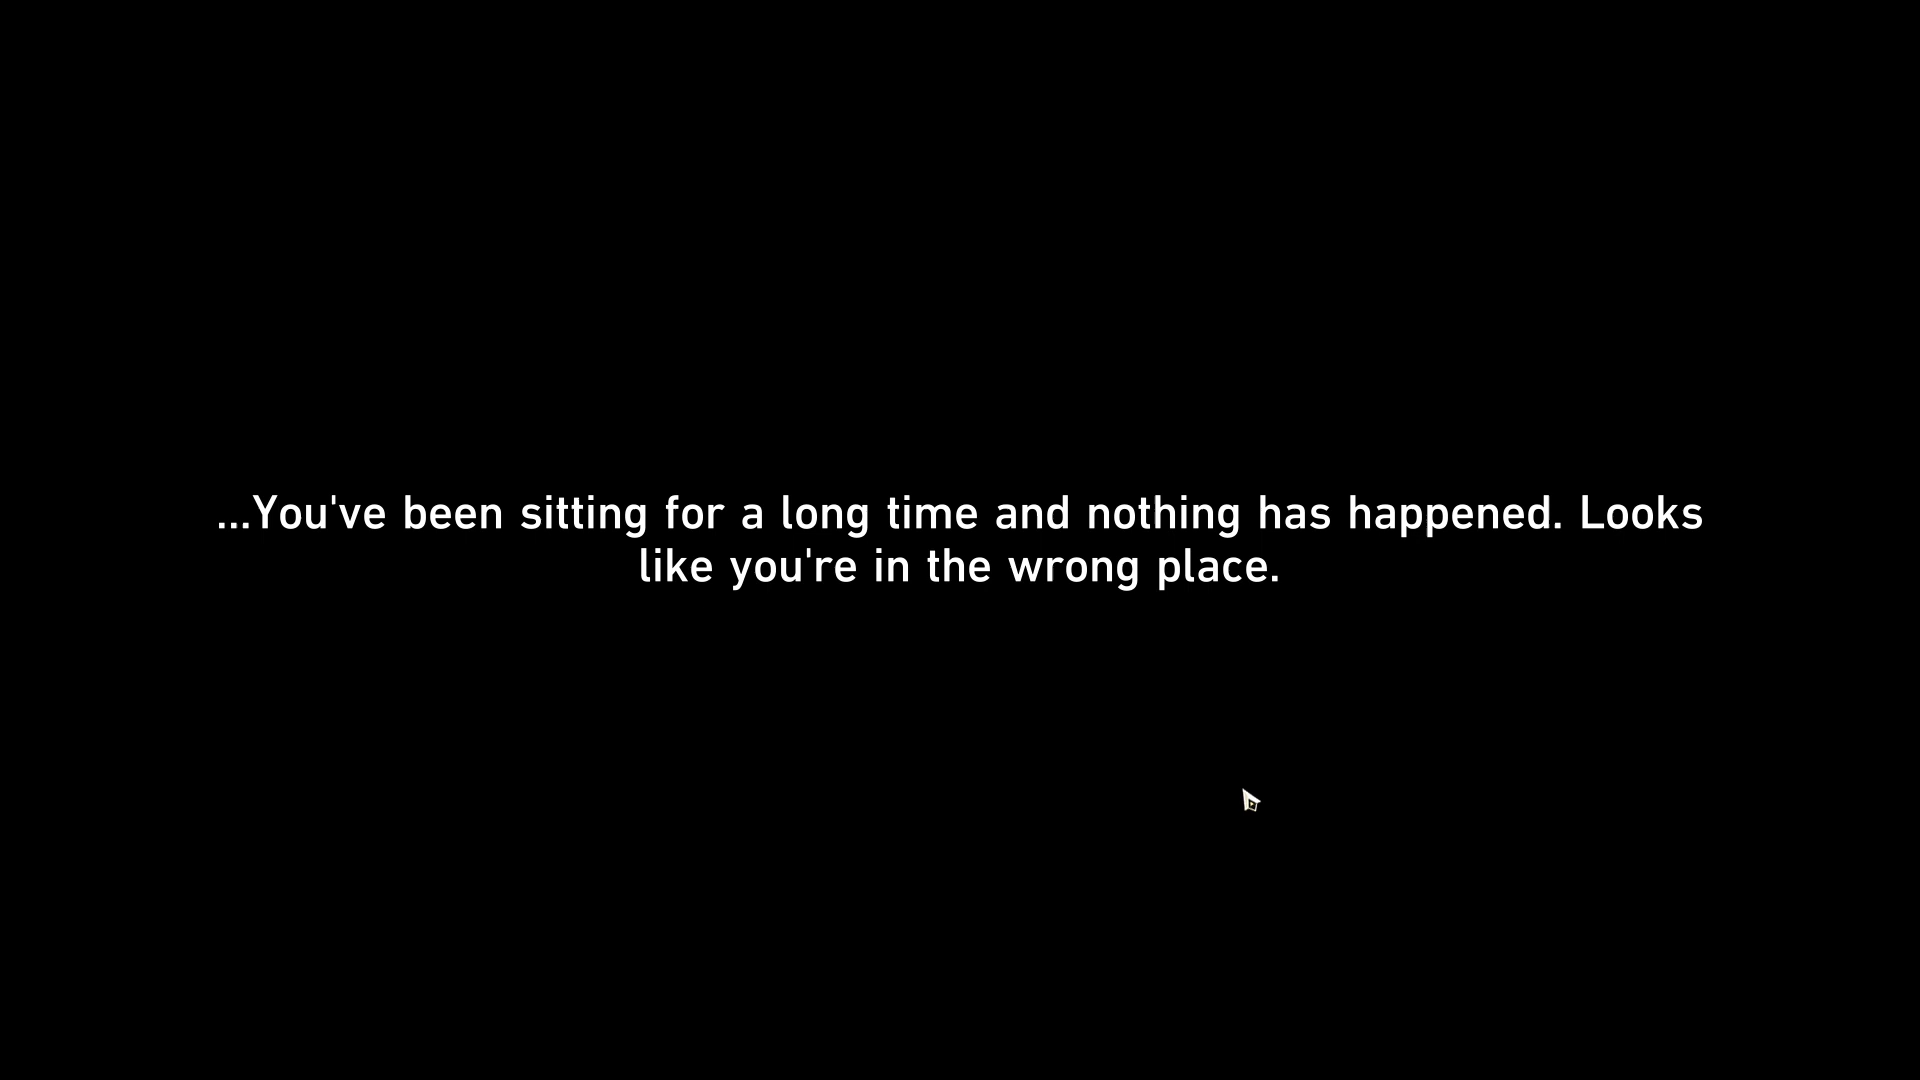 ...You've been sitting for a long time and nothing has happened. Looks
like you're in the wrong place.